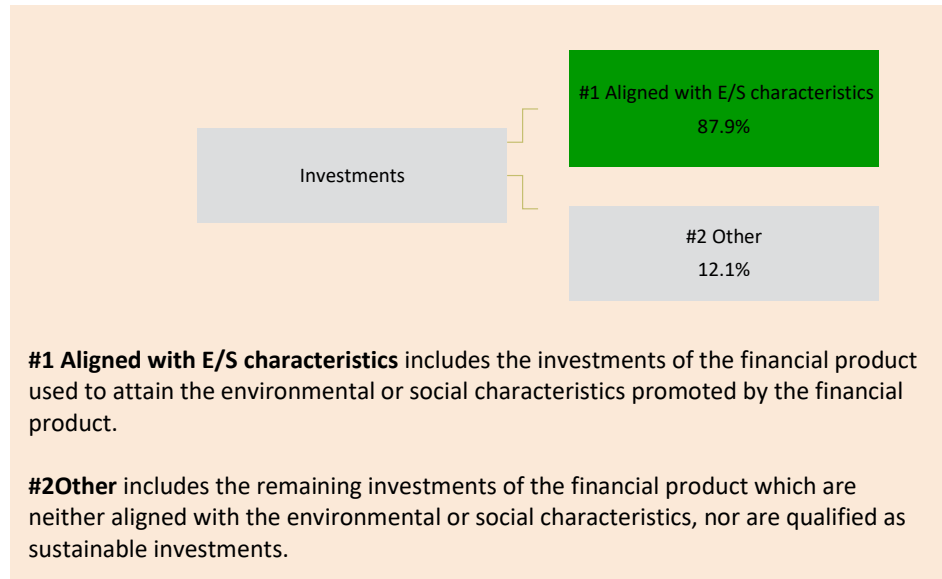 #1 Aligned with E/S characteristics
87.9%
Investments
#2 Other
12.1%
#1 Aligned with E/S characteristics includes the investments of the financial product
used to attain the environmental or social characteristics promoted by the financial
product.
#2Other includes the remaining investments of the financial product which are
neither aligned with the environmental or social characteristics, nor are qualified as
sustainable investments.